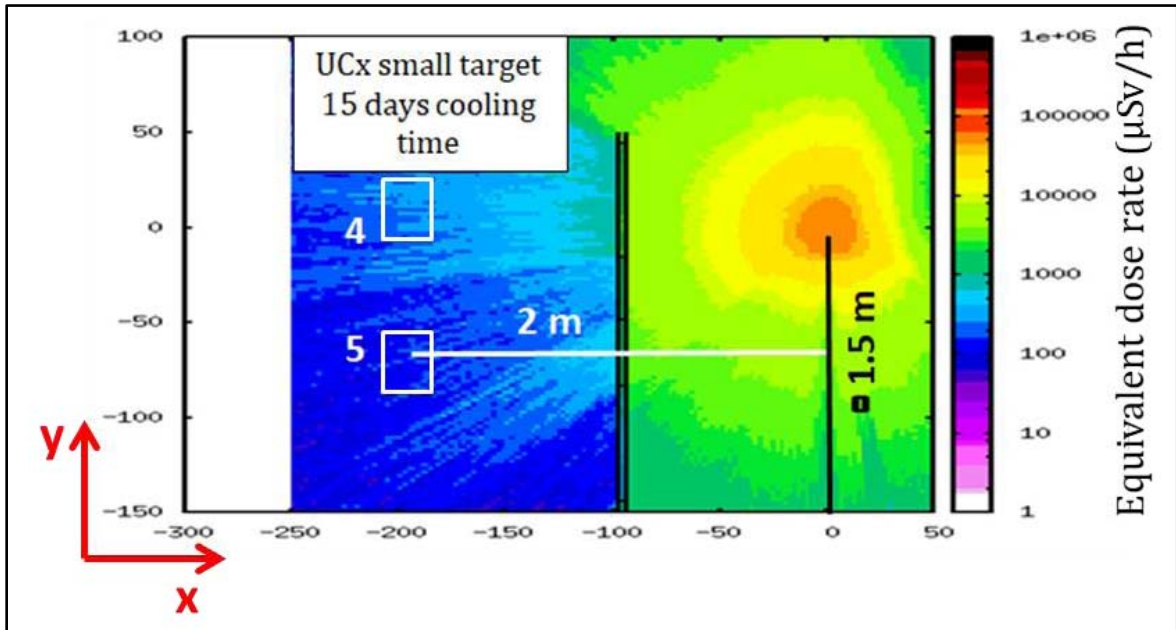 100
50
0
-50
-100
-150
-300
-250
-200
-150
-100
-50
0
50
UCx small target
15 days cooling
time
4
5
2 m
1.5 m
y
x
1e+06
100000
10000
1000
100
10
1
Equivalent dose rate (µSv/h)